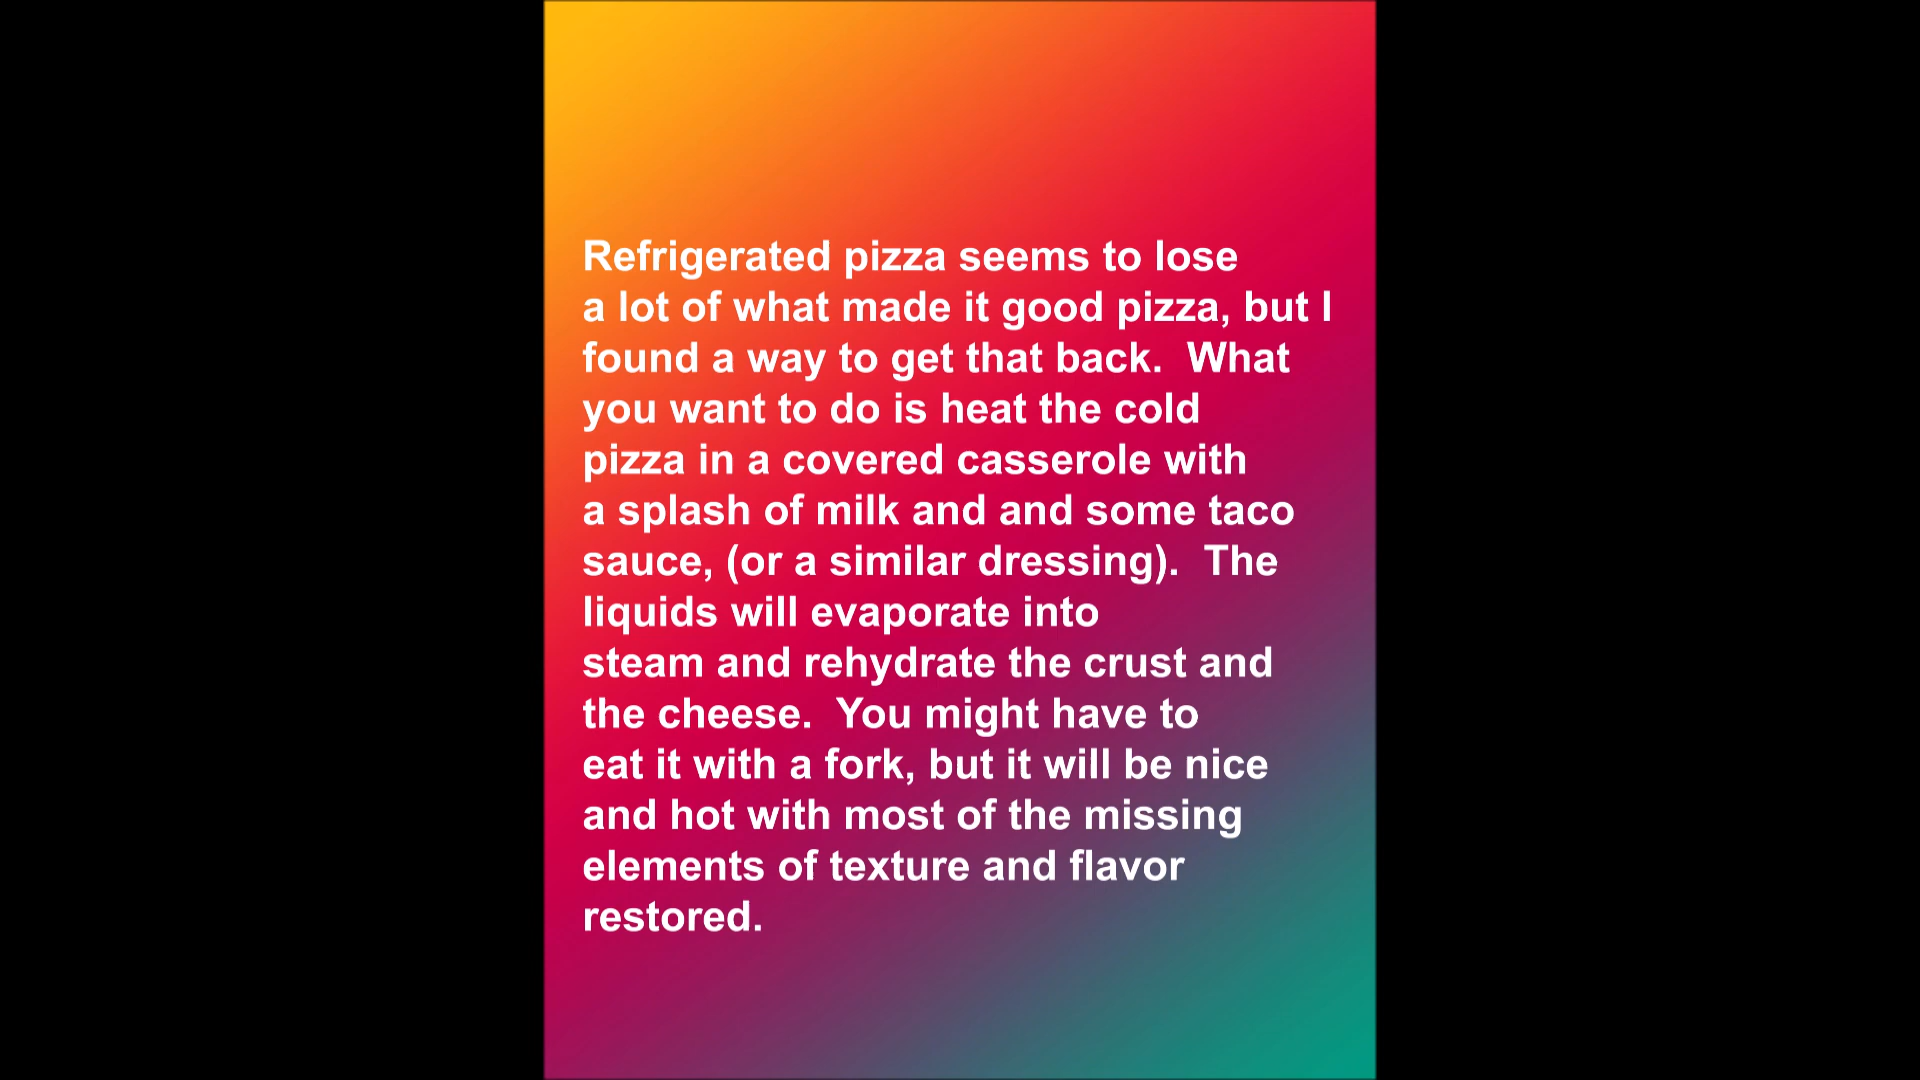 Refrigerated pizza seems to lose
a lot of what made it good pizza, but I
found a way to get that back.  What
you want to do is heat the cold
pizza in a covered casserole with
a splash of milk and and some taco
sauce, (or a similar dressing).  The
liquids will evaporate into
steam and rehydrate the crust and
the cheese.  You might have to
eat it with a fork, but it will be nice
and hot with most of the missing
elements of texture and flavor
restored.